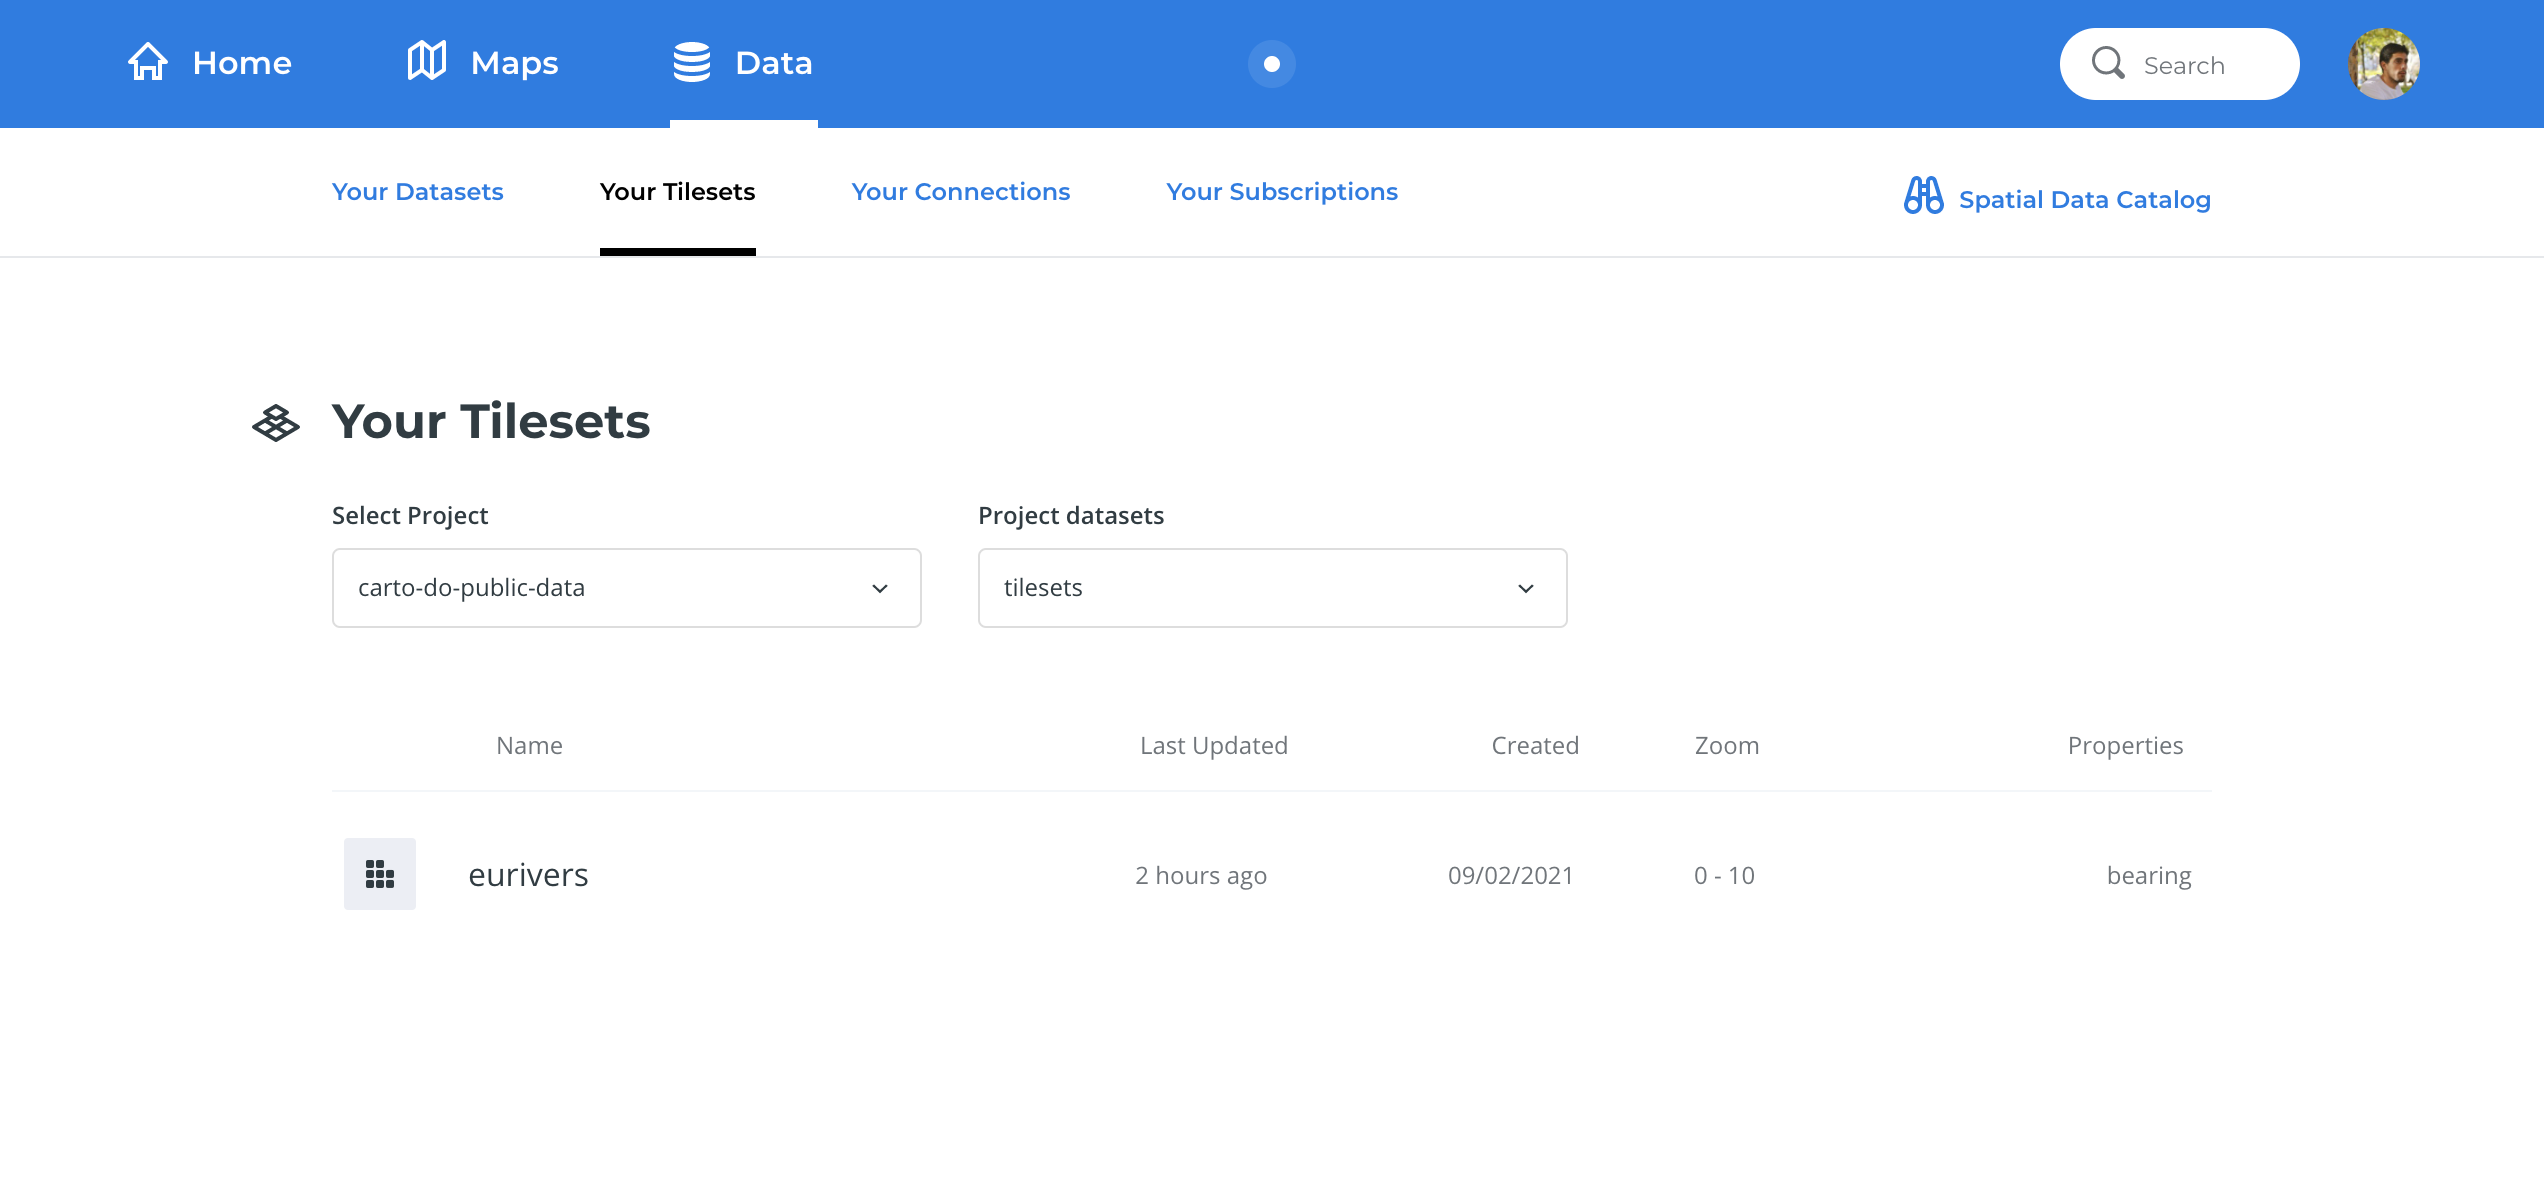 Home Maps Data Search
Your Datasets Your Tilesets Your Connections Your Subscriptions Spatial Data Catalog
Your Tilesets
Select Project Project datasets
carto-do-public-data tilesets
Name Last Updated Created Zoom Properties
eurivers 2 hours ago 09/02/2021 0 - 10 bearing